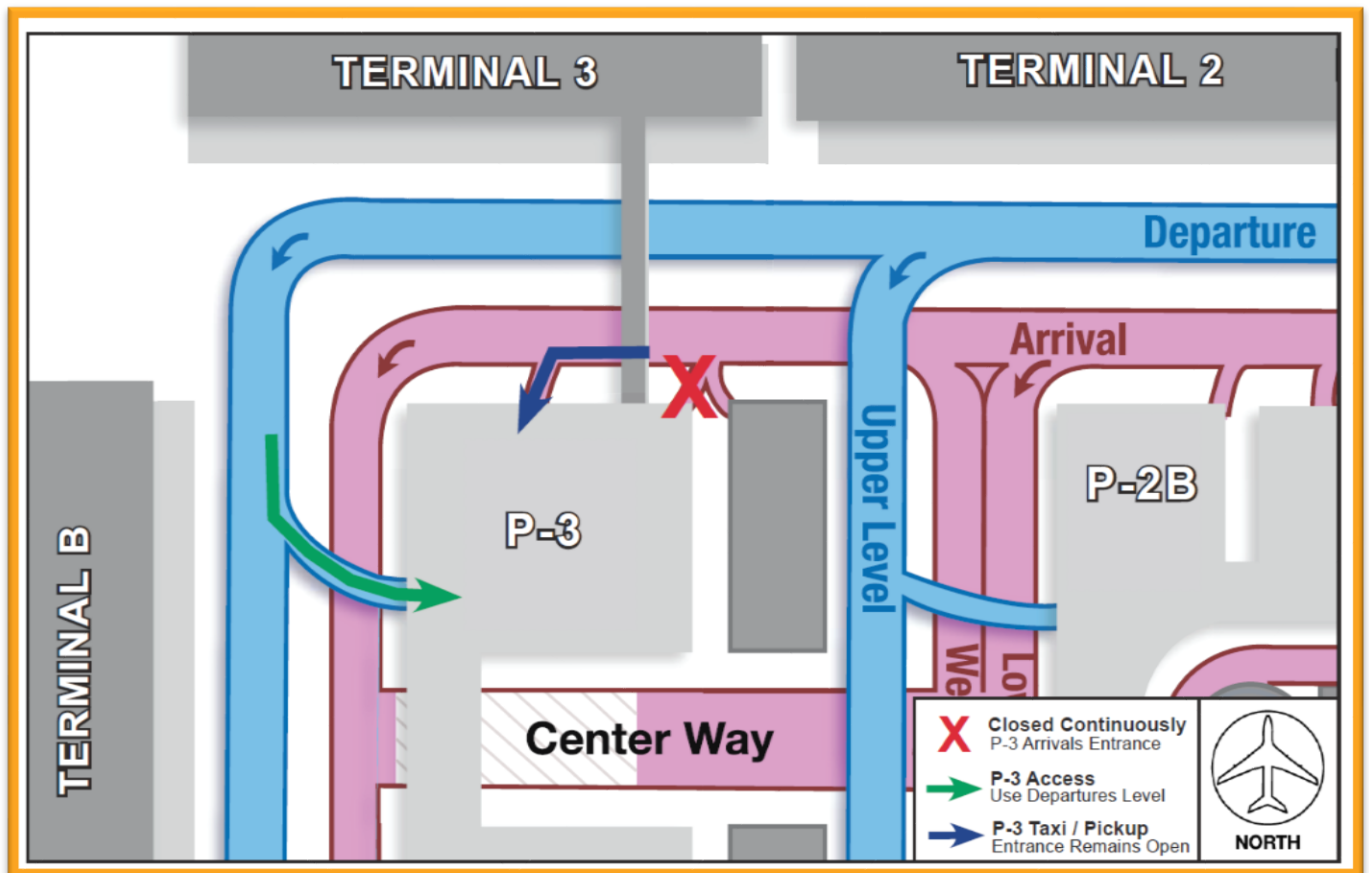 TERMINAL 3
TERMINAL 2
Departure
Arrival
Upper Level
P-2B
P-3
TERMINAL B
Center Way
X Closed Continuously
P-3 Arrivals Entrance
P-3 Access
Use Departures Level
P-3 Taxi / Pickup
Entrance Remains Open
NORTH
X